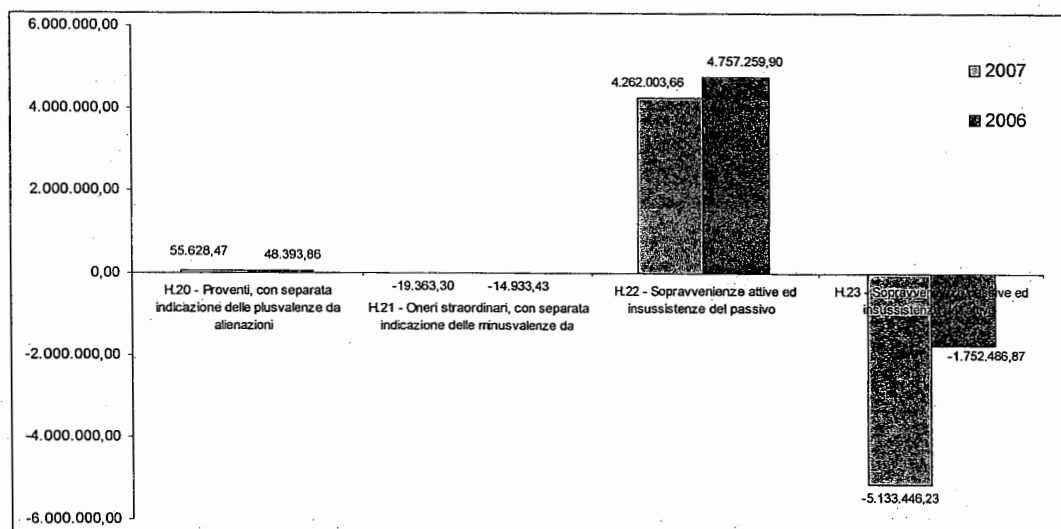 6.000.000,00
4.000.000,00
2.000.000,00
0,00
-2.000.000,00
-4.000.000,00
-6.000.000,00
2007
2006
55.628,47
48.393,86
-19.363,30
-14.933,43
4.262.003,66
4.757.259,90
-5.133.446,23
-1.752.486,87
H.20 - Proventi, con separata
indicazione delle plusvalenze da
alienazioni
H.21 - Oneri straordinari, con separata
indicazione delle minusvalenze da
H.22 - Sopravvenienze attive ed
insussistenze del passivo
H.23 - Sopravvenienze passive ed